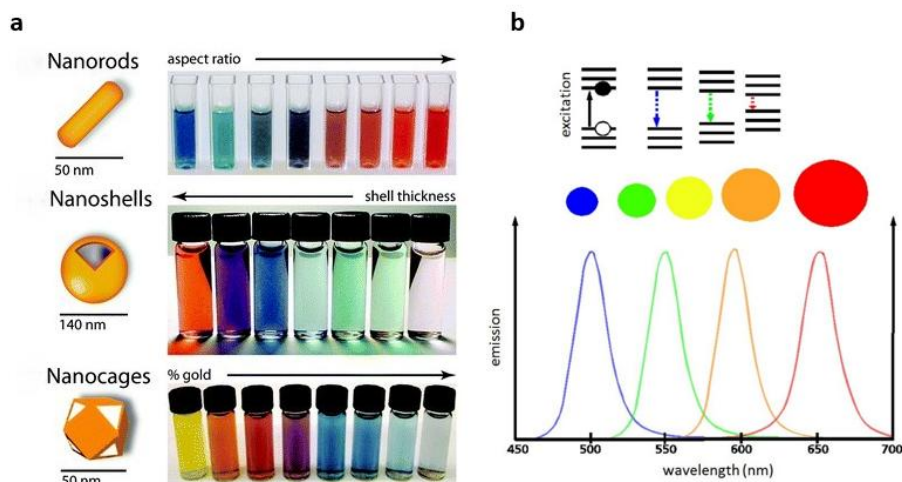 a
Nanorods
aspect ratio
50 nm
Nanoshells
shell thickness
140 nm
Nanocages
% gold
50 nm
b
excitation
emission
450 500 550 600 650 700
wavelength (nm)